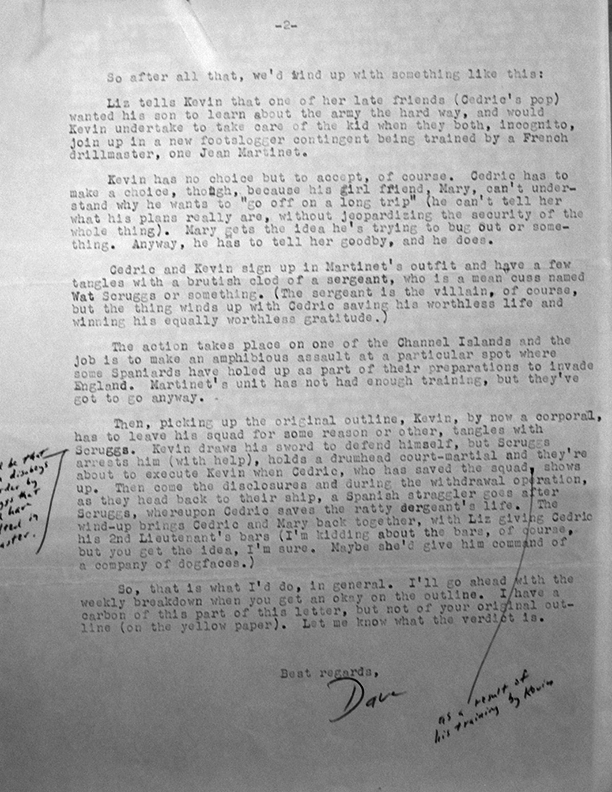 -2-
So after all that, we'd wind up with something like this:
Liz tells Kevin that one of her late friends (Cedric's pop)
wanted his son to learn about the army the hard way, and would
Kevin undertake to take care of the kid when they both, incognito,
join up in a new footslogger contingent being trained by a French
drillmaster, one Jean Martinet.
Kevin has no choice but to accept, of course. Cedric has to
make a choice, though, because his girl friend, Mary, can't under-
stand why he wants to "go off on a long trip" (he can't tell her
what his plans really are, without jeopardizing the security of the
whole thing). Mary gets the idea he's trying to bug out or some-
thing. Anyway, he has to tell her goodby, and he does.
Cedric and Kevin sign up in Martinet's outfit and have a few
tangles with a brutish clod of a sergeant, who is a mean cuss named
Wat Scruggs or something. (The sergeant is the villain, of course,
but the thing winds up with Cedric saving his worthless life and
winning his equally worthless gratitude.)
The action takes place on one of the Channel Islands and the
job is to make an amphibious assault at a particular spot where
some Spaniards have holed up as part of their preparations to invade
England. Martinet's unit has not had enough training, but they've
got to go anyway.
Then, picking up the original outline, Kevin, by now a corporal,
has to leave his squad for some reason or other, tangles with
Scruggs. Kevin draws his sword to defend himself, but Scruggs
arrests him (with help), holds a drumhead court-martial and they're
about to execute Kevin when Cedric, who has saved the squad, shows
up. Then come the disclosures and during the withdrawal operation,
as they head back to their ship, a Spanish straggler goes after
Scruggs, whereupon Cedric saves the ratty dergeant's life. The
wind-up brings Cedric and Mary back together, with Liz giving Cedric
his 2nd Lieutenant's bars (I'm kidding about the bars, of course,
but you get the idea, I'm sure. Maybe she'd give him command of
a company of dogfaces.)
So, that is what I'd do, in general. I'll go ahead with the
weekly breakdown when you get an okay on the outline. I have a
carbon of this part of this letter, but not of your original out-
line (on the yellow paper). Let me know what the verdict is.
Best regards,
Dave
be that
by
that
have
in
as a result of
his training by Kevin